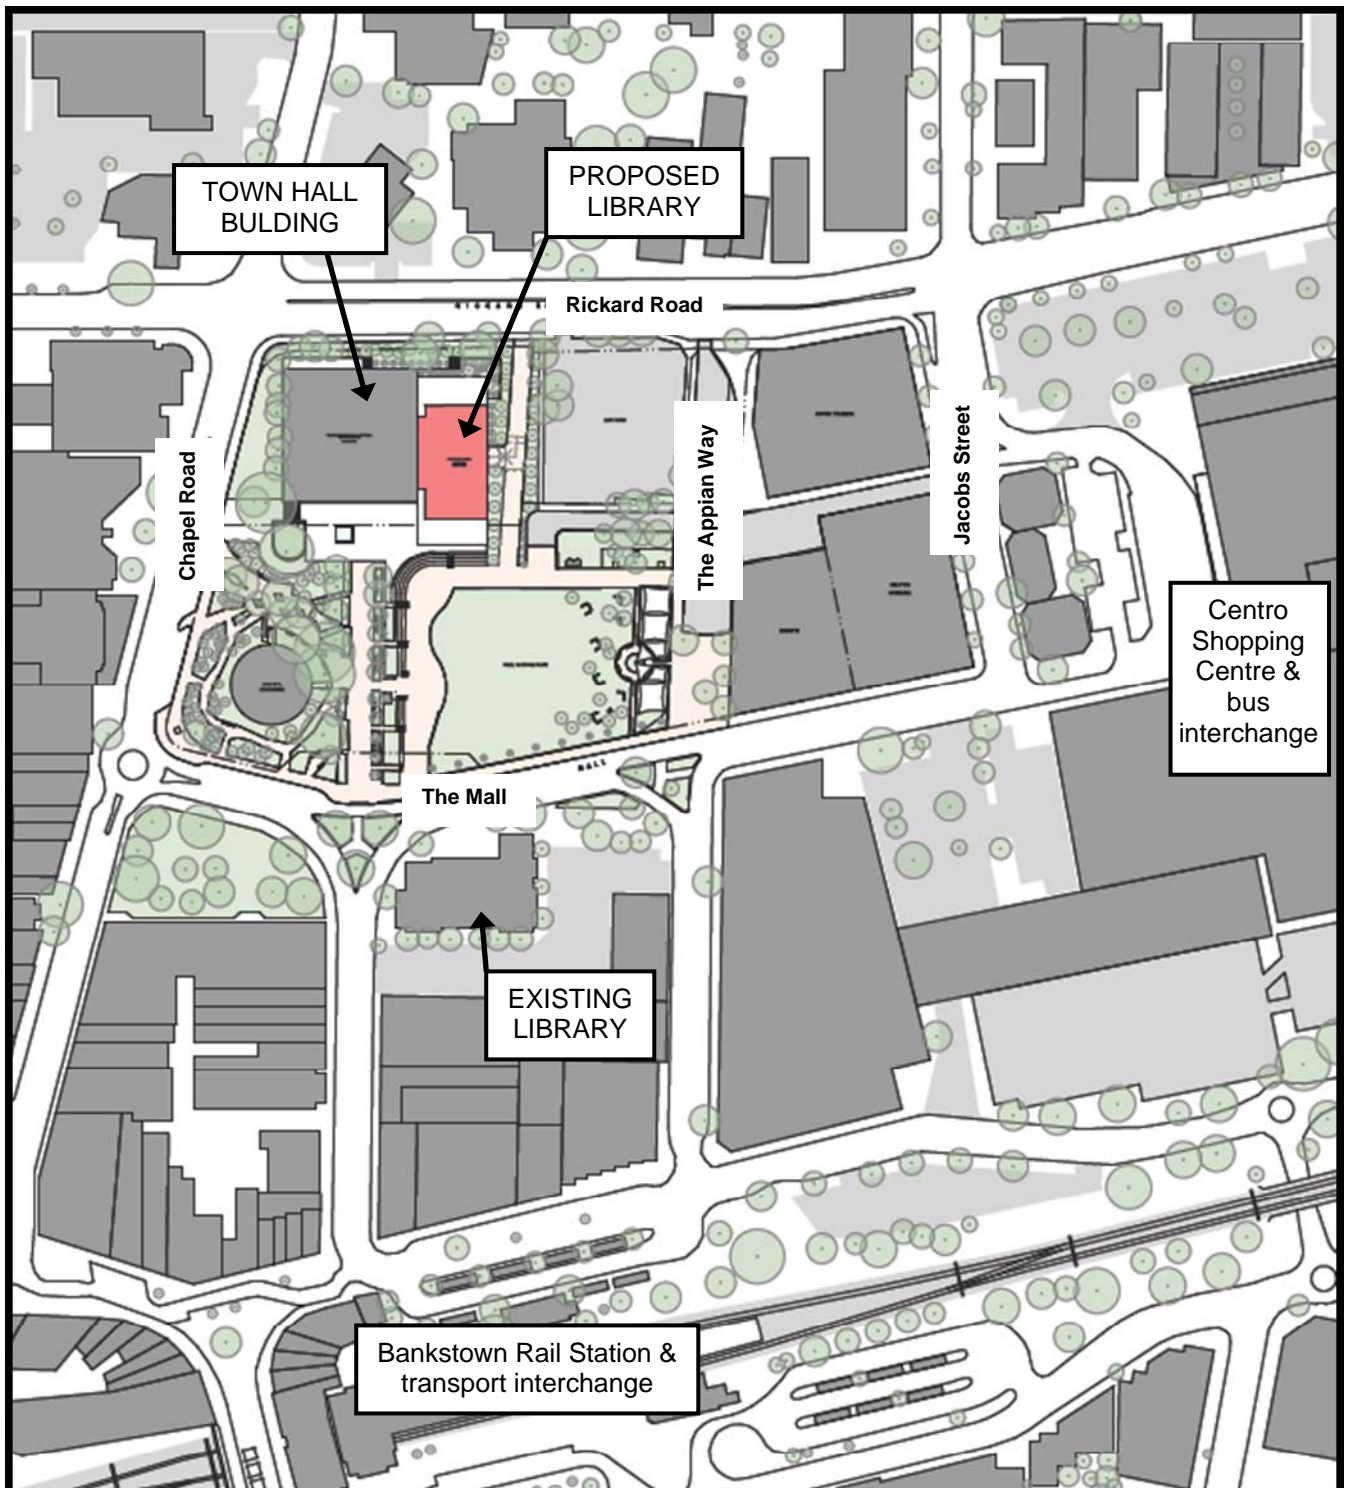 TOWN HALL
BULDING
PROPOSED
LIBRARY
Rickard Road
Chapel Road
The Appian Way
Jacobs Street
Centro
Shopping
Centre &
bus
interchange
MALL
The Mall
EXISTING
LIBRARY
Bankstown Rail Station &
transport interchange